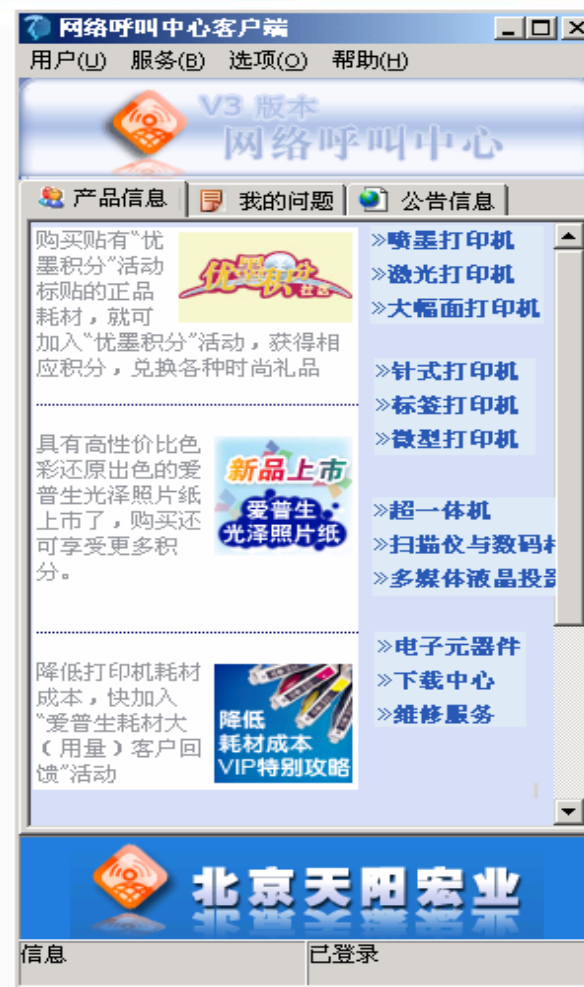 网络呼叫中心客户端
用户(U) 服务(B) 选项(O) 帮助(H)
V3 版本
网络呼叫中心
产品信息 我的问题 公告信息
购买贴有“优
墨积分”活动
标贴的正品
耗材，就可
加入“优墨积分”活动，获得相
应积分，兑换各种时尚礼品
优墨积分
社区
具有高性价比色
彩还原出色的爱
普生光泽照片纸
上市了，购买还
可享受更多积
分。
新品上市
爱普生
光泽照片纸
降低打印机耗材
成本，快加入
“爱普生耗材大
（用量）客户回
馈”活动
降低
耗材成本
VIP特别攻略
»喷墨打印机
»激光打印机
»大幅面打印机
»针式打印机
»标签打印机
»微型打印机
»超一体机
»扫描仪与数码
»多媒体液晶投
»电子元器件
»下载中心
»维修服务
北京天阳宏业
信息 已登录